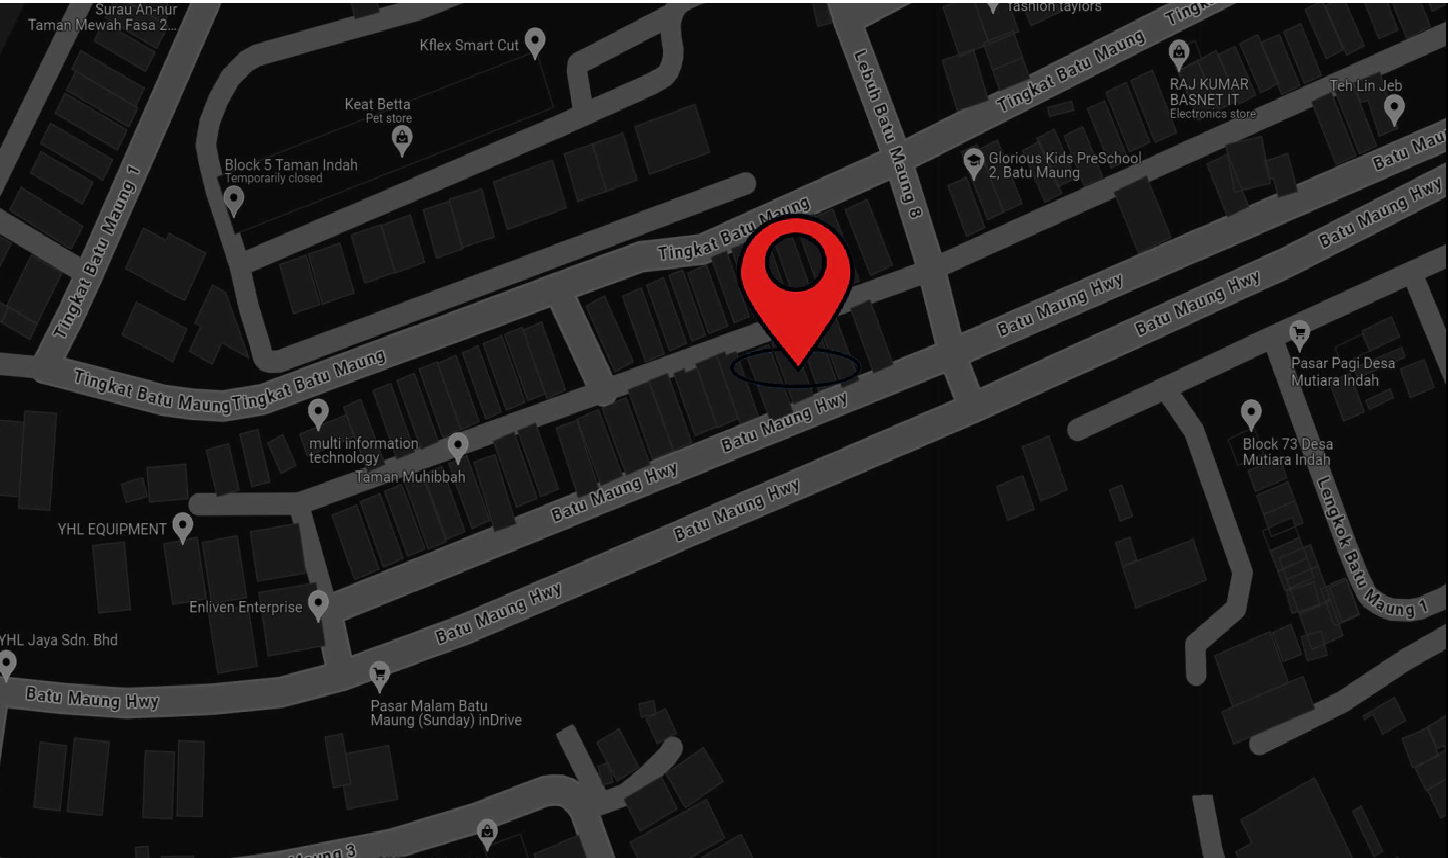 Surau An-nur
Taman Mewah Fasa 2...
fashion taylors
Tingkat Batu Maung
Kflex Smart Cut
Lebuh Batu Maung 8
RAJ KUMAR
BASNET IT
Electronics store
Teh Lin Jeb
Keat Betta
Pet store
Batu Maung Hwy
Block 5 Taman Indah
Temporarily closed
Glorious Kids PreSchool
2, Batu Maung
Tingkat Batu Maung 1
Tingkat Batu Maung
Batu Maung Hwy
Batu Maung Hwy
Pasar Pagi Desa
Mutiara Indah
Tingkat Batu Maung
Tingkat Batu Maung
Batu Maung Hwy
multi information
technology
Taman Muhibbah
Block 73 Desa
Mutiara Indah
Batu Maung Hwy
Batu Maung Hwy
YHL EQUIPMENT
Lengkok Batu Maung 1
Enliven Enterprise
Batu Maung Hwy
YHL Jaya Sdn. Bhd
Batu Maung Hwy
Pasar Malam Batu
Maung (Sunday) inDrive